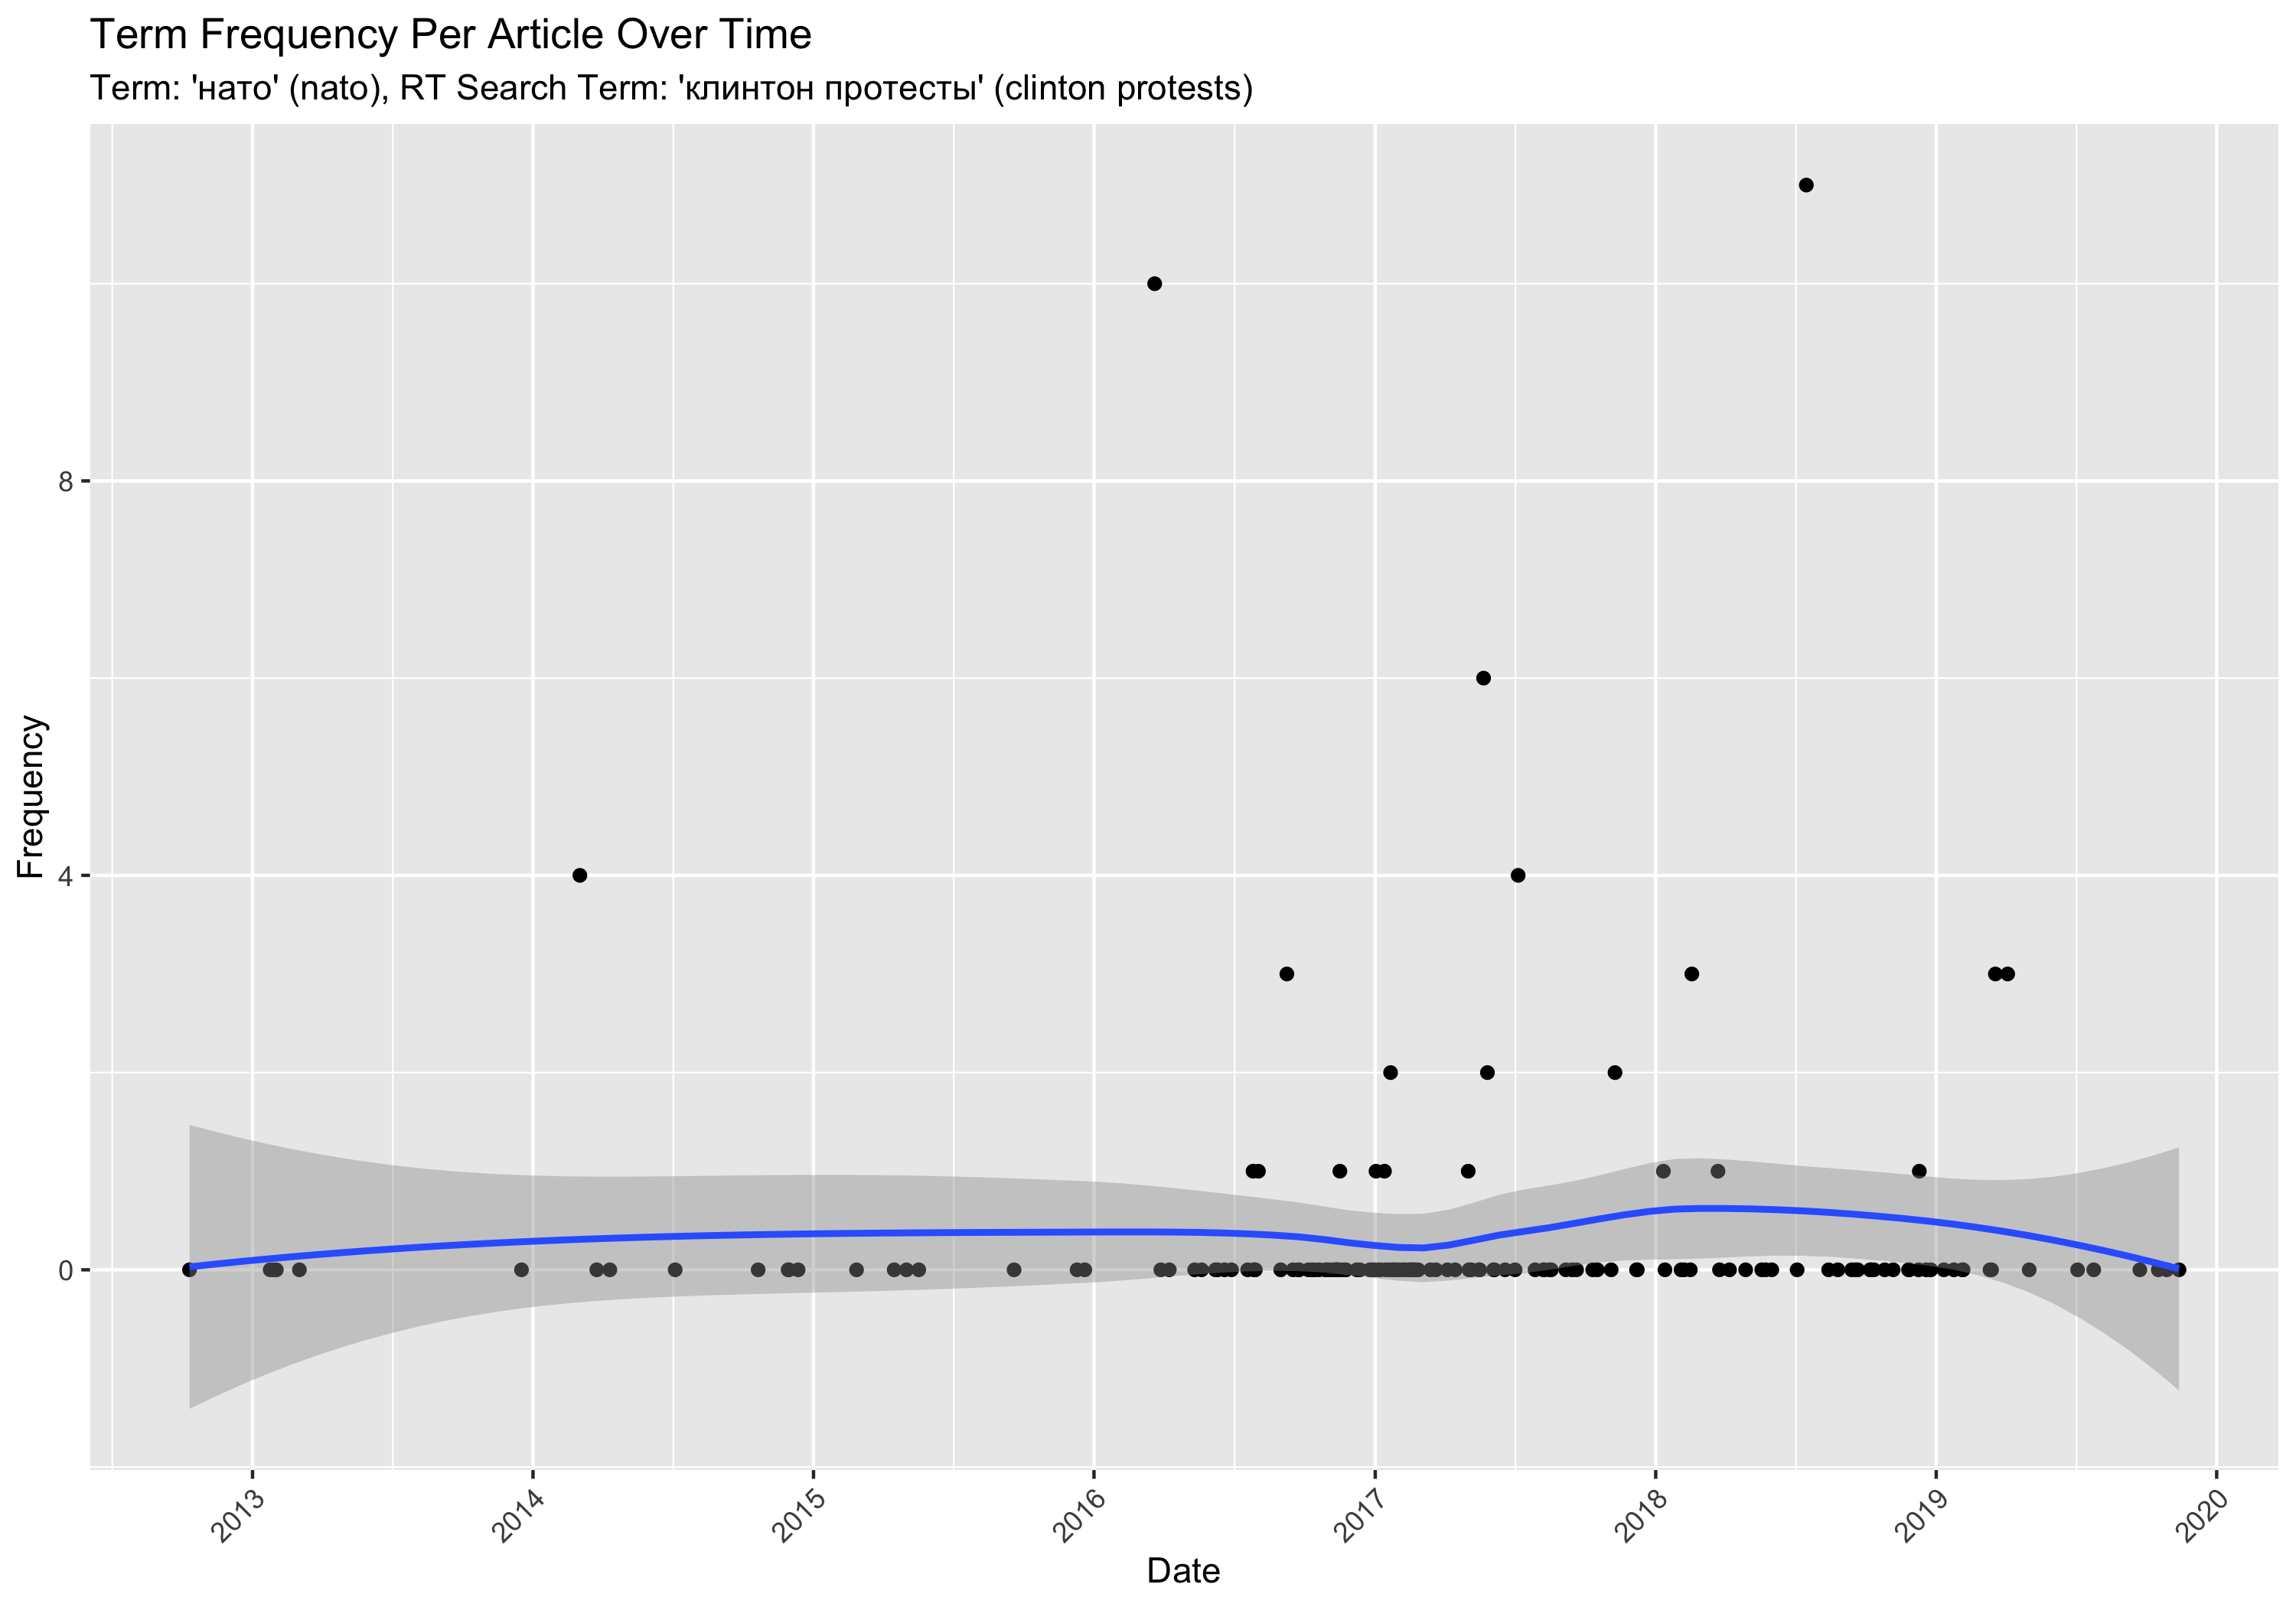 Term Frequency Per Article Over Time
Term: 'нато' (nato), RT Search Term: 'клинтон протесты' (clinton protests)
8
4
0
Frequency
2013
2014
2015
2016
2017
2018
2019
2020
Date